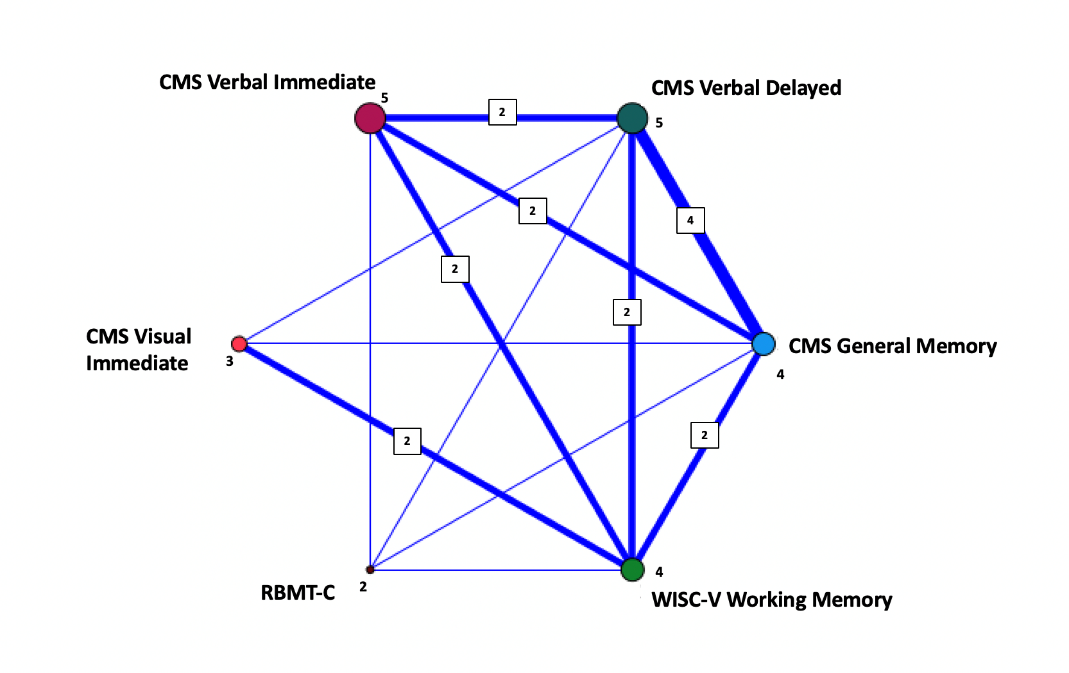 CMS Verbal Immediate
5
CMS Verbal Delayed
5
2
2
4
2
2
CMS Visual
Immediate
3
CMS General Memory
4
2
2
RBMT-C
2
4
WISC-V Working Memory